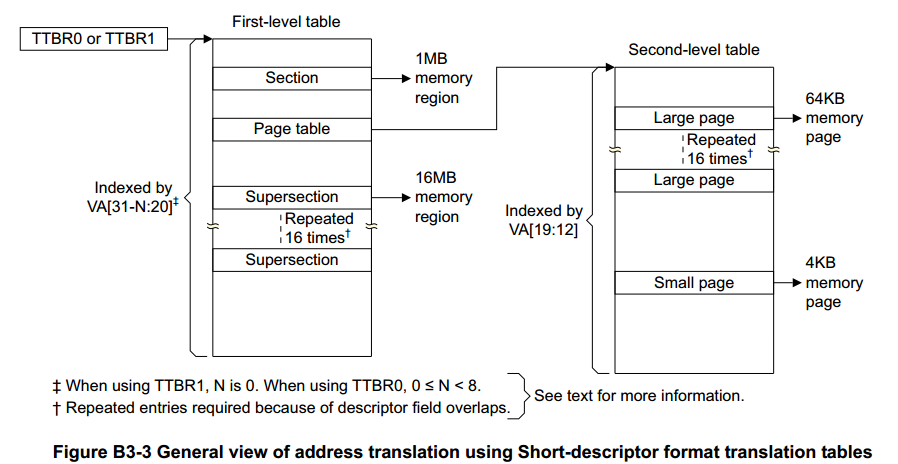 First-level table
TTBR0 or TTBR1
Section
1MB
memory
region
Page table
Indexed by
VA[31-N:20]‡
Supersection
16MB
memory
region
Repeated
16 times†
Supersection
Second-level table
Large page
64KB
memory
page
Repeated
16 times†
Large page
Indexed by
VA[19:12]
Small page
4KB
memory
page
‡ When using TTBR1, N is 0. When using TTBR0, 0 ≤ N < 8.
† Repeated entries required because of descriptor field overlaps.
See text for more information.
Figure B3-3 General view of address translation using Short-descriptor format translation tables